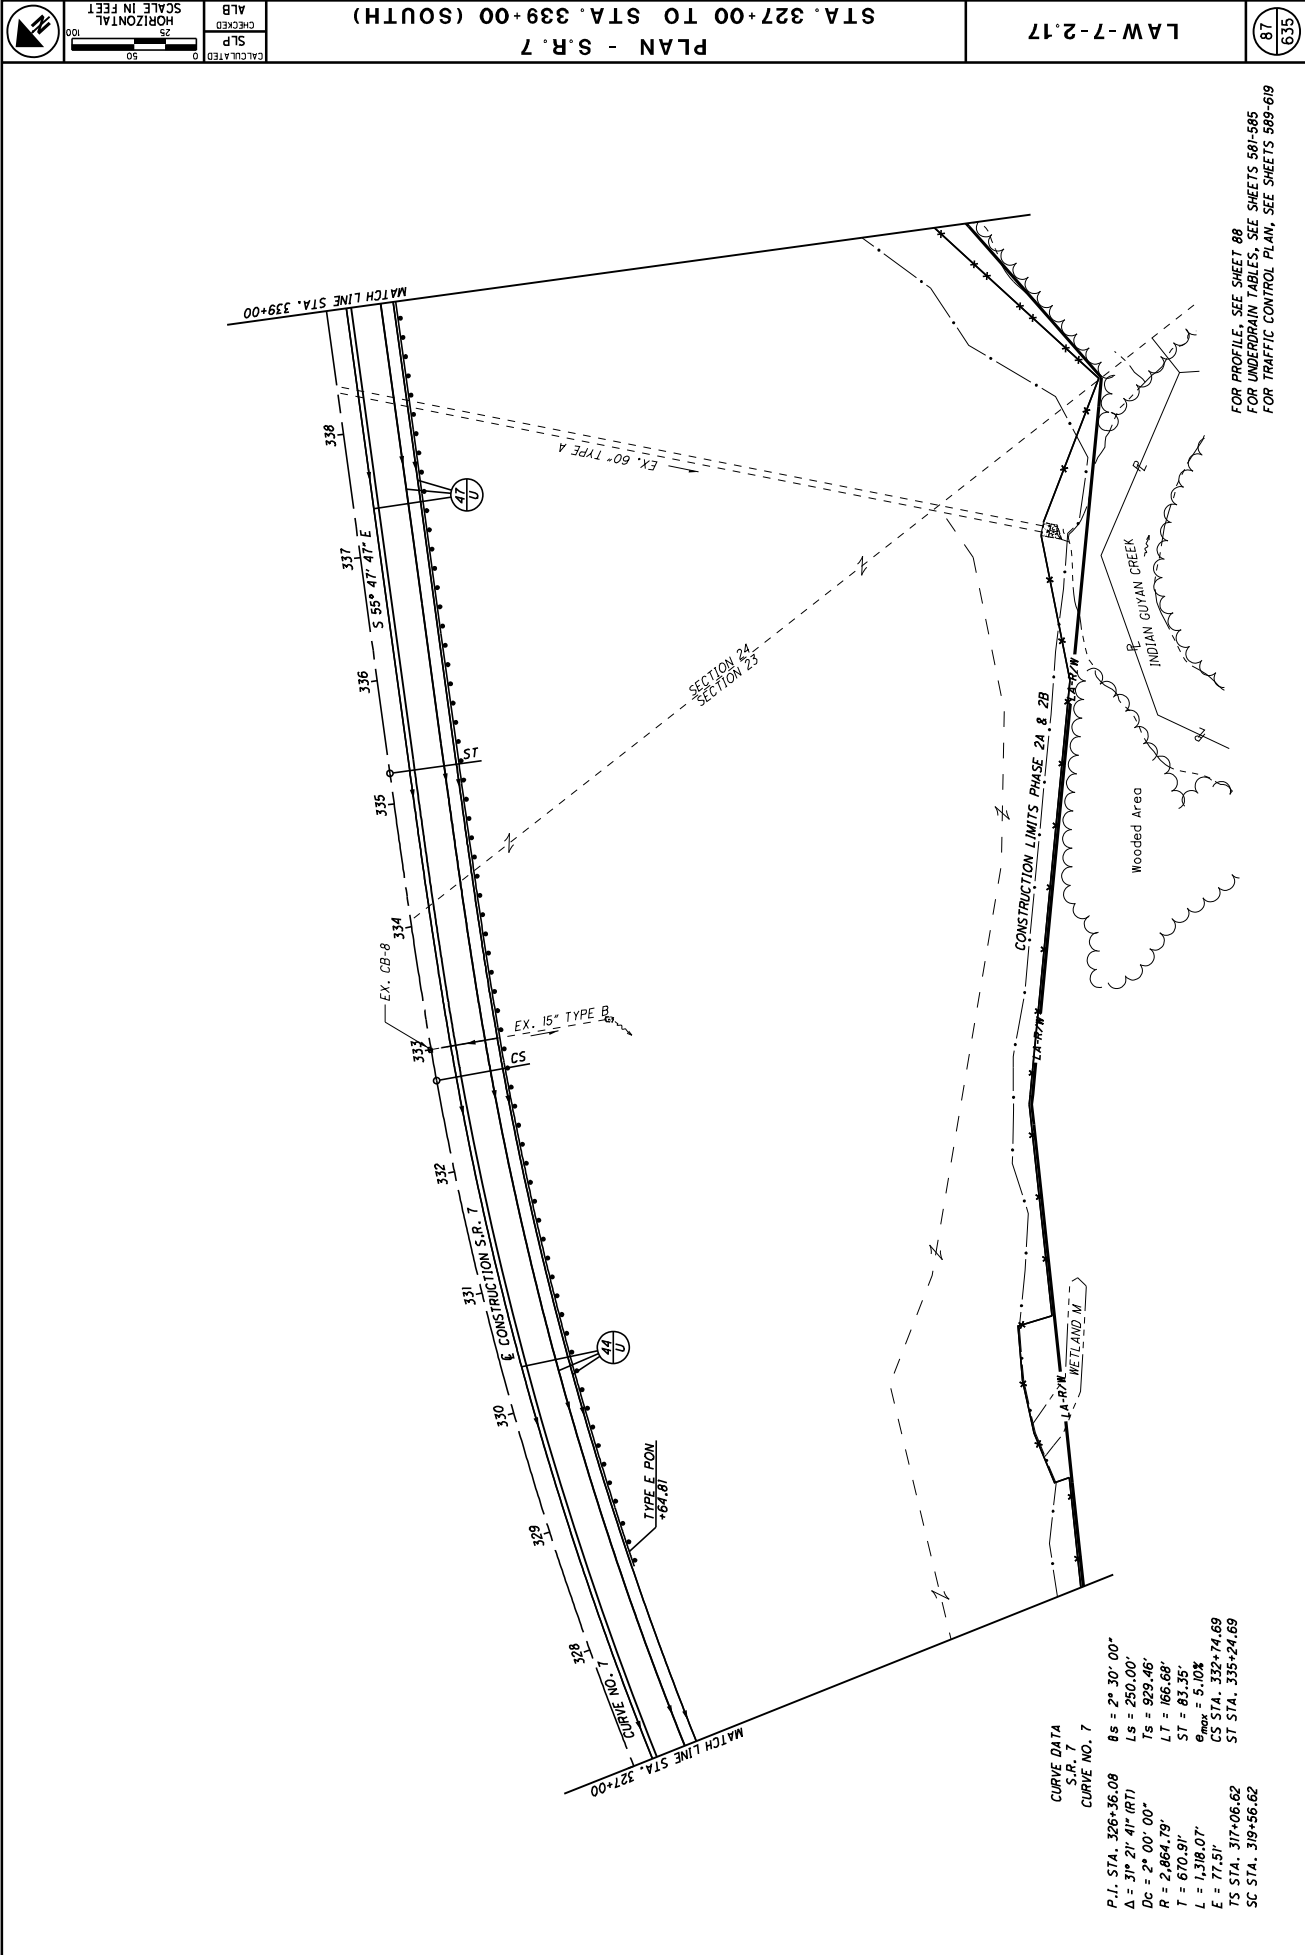 CALCULATED
SLP
CHECKED
ALB
0
50
25
100
HORIZONTAL
SCALE IN FEET
PLAN - S.R. 7
STA. 327+00 TO STA. 339+00 (SOUTH)
LAW-7-2.17
87
635
FOR PROFILE, SEE SHEET 88
FOR UNDERDRAIN TABLES, SEE SHEETS 581-585
FOR TRAFFIC CONTROL PLAN, SEE SHEETS 589-619
MATCH LINE STA. 339+00
338
337
336
335
334
333
332
331
330
329
328
S 55° 47' 47" E
47
U
EX. 60" TYPE A
SECTION 24
SECTION 23
ST
EX. CB-8
EX. 15" TYPE B
CS
℄ CONSTRUCTION S.R. 7
44
U
TYPE E PON
+64.81
CURVE NO. 7
MATCH LINE STA. 327+00
INDIAN GUYAN CREEK
PL
PL
PL
LA-R/W
CONSTRUCTION LIMITS PHASE 2A & 2B
Wooded Area
LA-R/W
WETLAND M
LA-R/W
CURVE DATA
S.R. 7
CURVE NO. 7
P.I. STA. 326+36.08
Δ = 31° 21' 41" (RT)
Dc = 2° 00' 00"
R = 2,864.79'
T = 670.91'
L = 1,318.07'
E = 77.51'
TS STA. 317+06.62
SC STA. 319+56.62
θs = 2° 30' 00"
Ls = 250.00'
Ts = 929.46'
LT = 166.68'
ST = 83.35'
emax = 5.10%
CS STA. 332+74.69
ST STA. 335+24.69